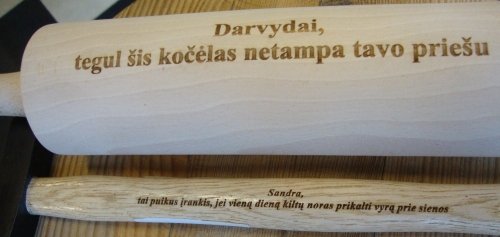 Darvydai,
tegul šis kočėlas netampa tavo priešu
Sandra,
tai puikus įrankis, jei vieną dieną kiltų noras prikalti vyrą prie sienos